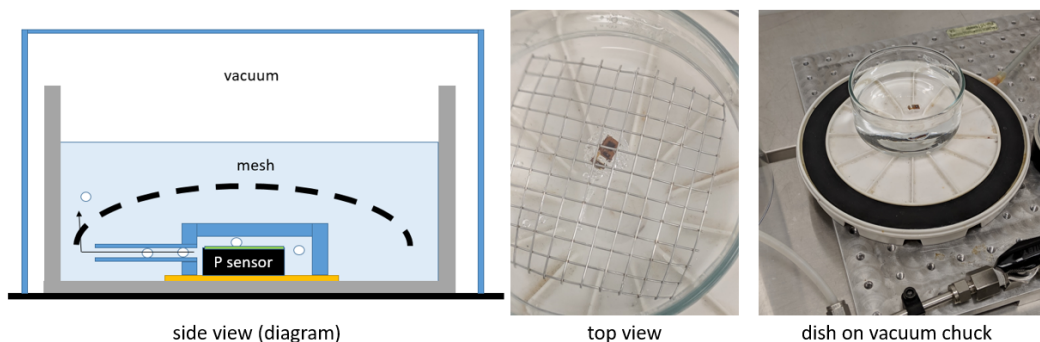 vacuum
mesh
P sensor
side view (diagram)
top view
dish on vacuum chuck